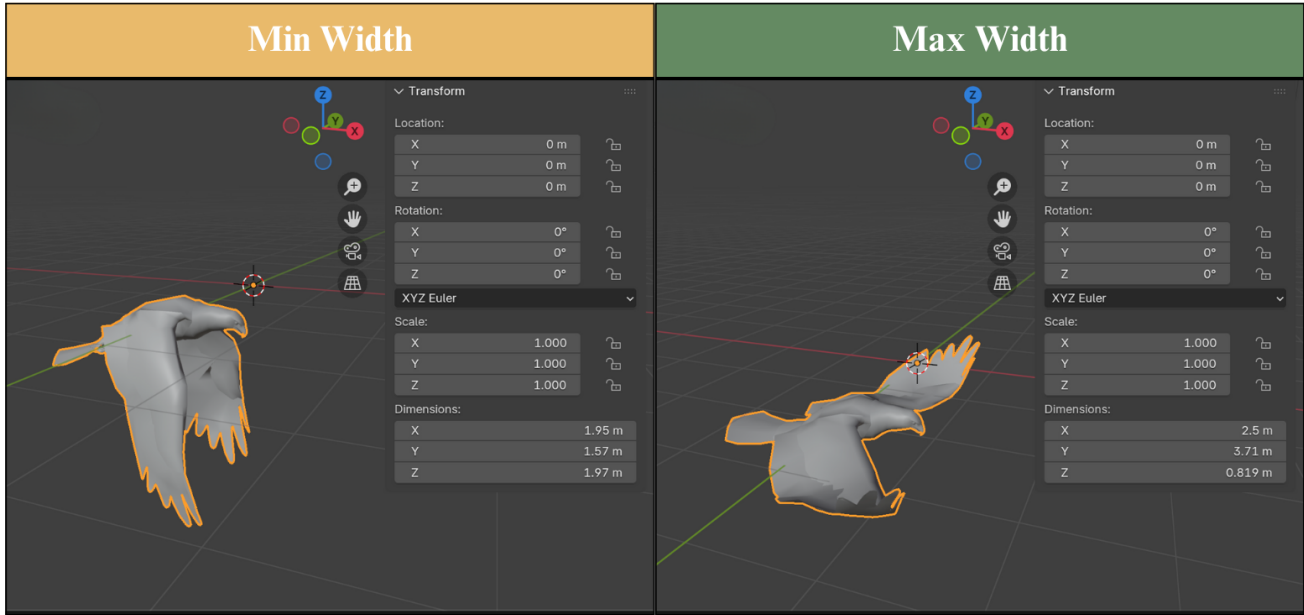 Min Width
Max Width
Z
Y
X
Transform
Location:
X 0 m
Y 0 m
Z 0 m
Rotation:
X 0°
Y 0°
Z 0°
XYZ Euler
Scale:
X 1.000
Y 1.000
Z 1.000
Dimensions:
X 1.95 m
Y 1.57 m
Z 1.97 m
Z
Y
X
Transform
Location:
X 0 m
Y 0 m
Z 0 m
Rotation:
X 0°
Y 0°
Z 0°
XYZ Euler
Scale:
X 1.000
Y 1.000
Z 1.000
Dimensions:
X 2.5 m
Y 3.71 m
Z 0.819 m